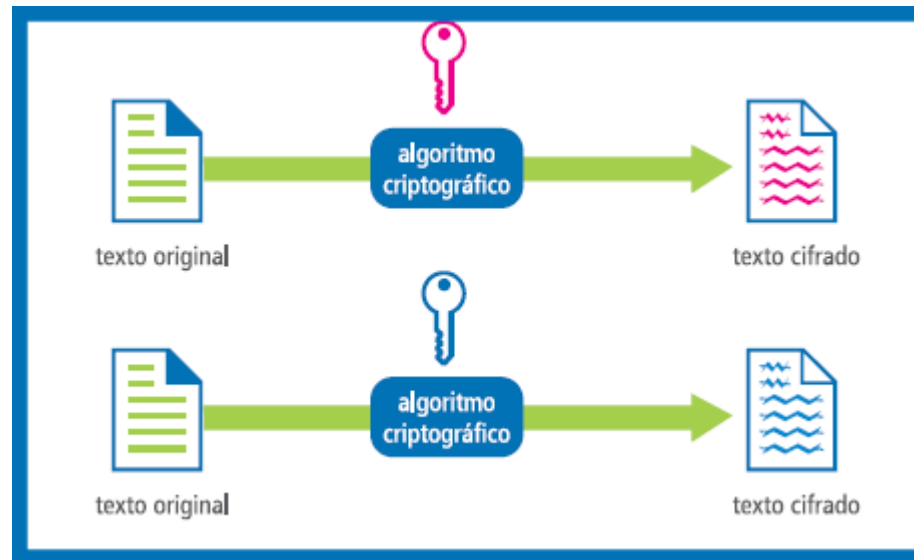 algoritmo
criptográfico
texto original
texto cifrado
algoritmo
criptográfico
texto original
texto cifrado